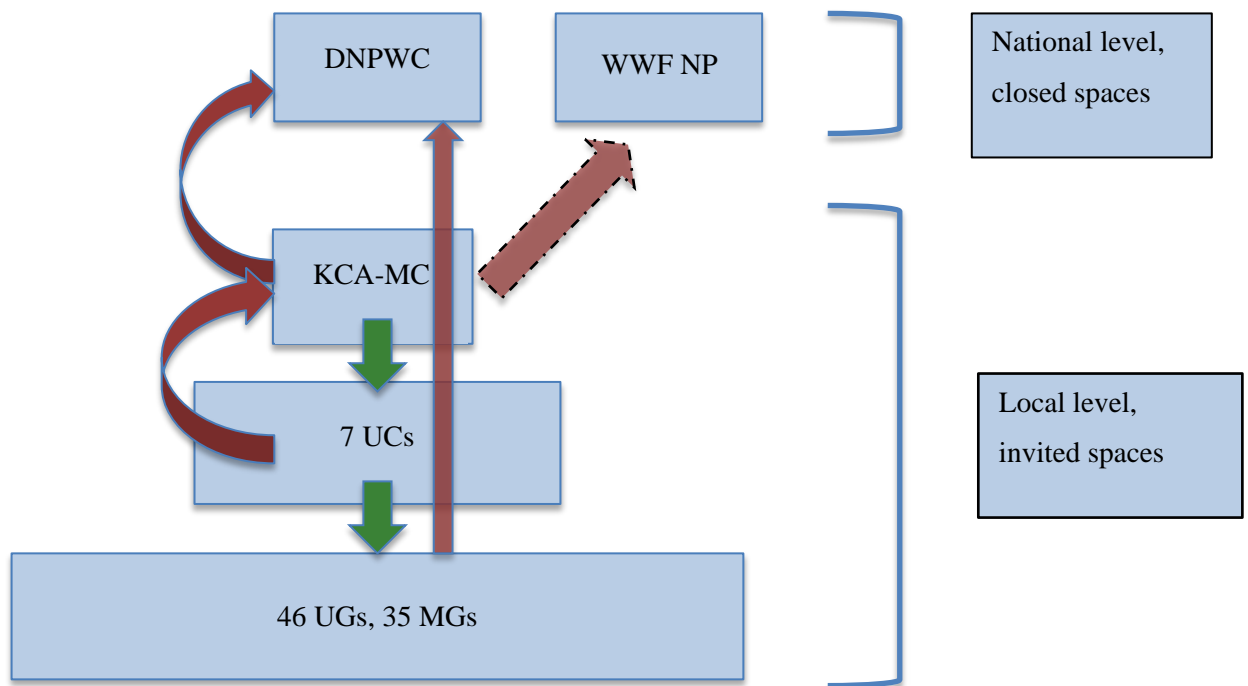 DNPWC
WWF NP
National level,
closed spaces
KCA-MC
7 UCs
Local level,
invited spaces
46 UGs, 35 MGs